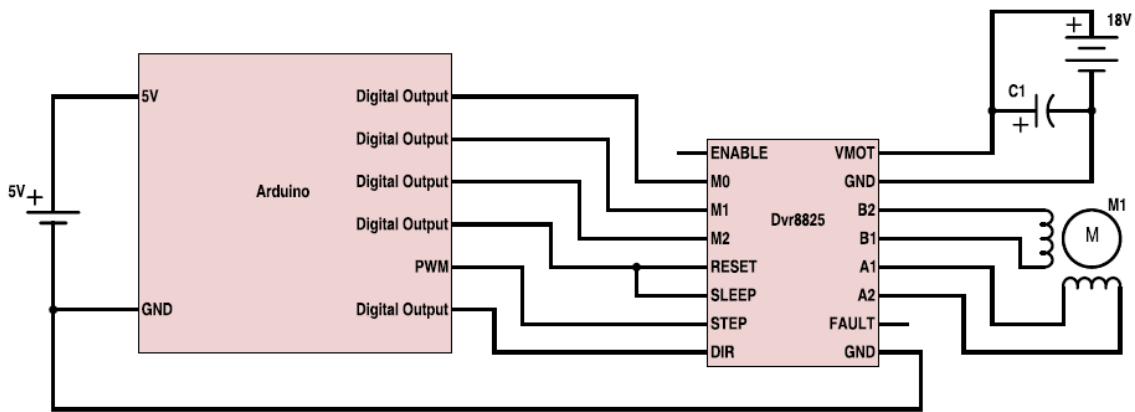 18V
5V
Digital Output
C1
Digital Output
ENABLE
VMOT
Digital Output
M0
GND
5V
Arduino
M1
B2
M1
Dvr8825
Digital Output
M2
B1
M
PWM
RESET
A1
SLEEP
A2
GND
Digital Output
STEP
FAULT
DIR
GND